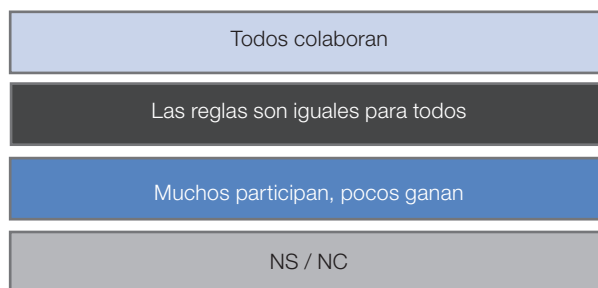 Todos colaboran
Las reglas son iguales para todos
Muchos participan, pocos ganan
NS / NC